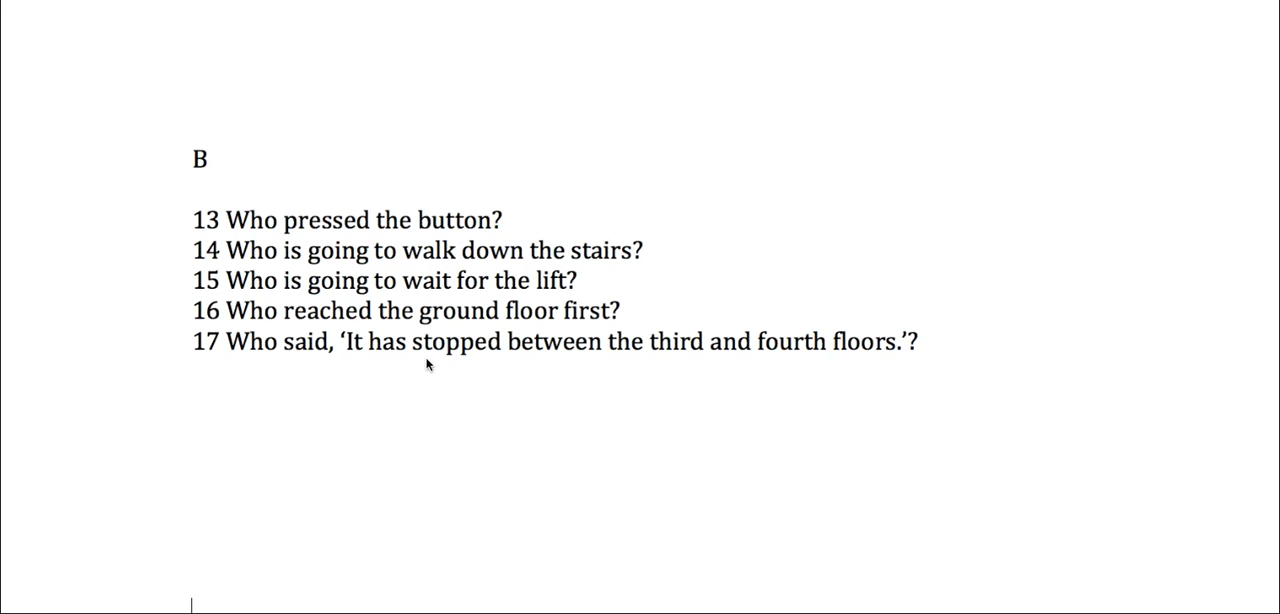 B
13 Who pressed the button?
14 Who is going to walk down the stairs?
15 Who is going to wait for the lift?
16 Who reached the ground floor first?
17 Who said, ‘It has stopped between the third and fourth floors.’?